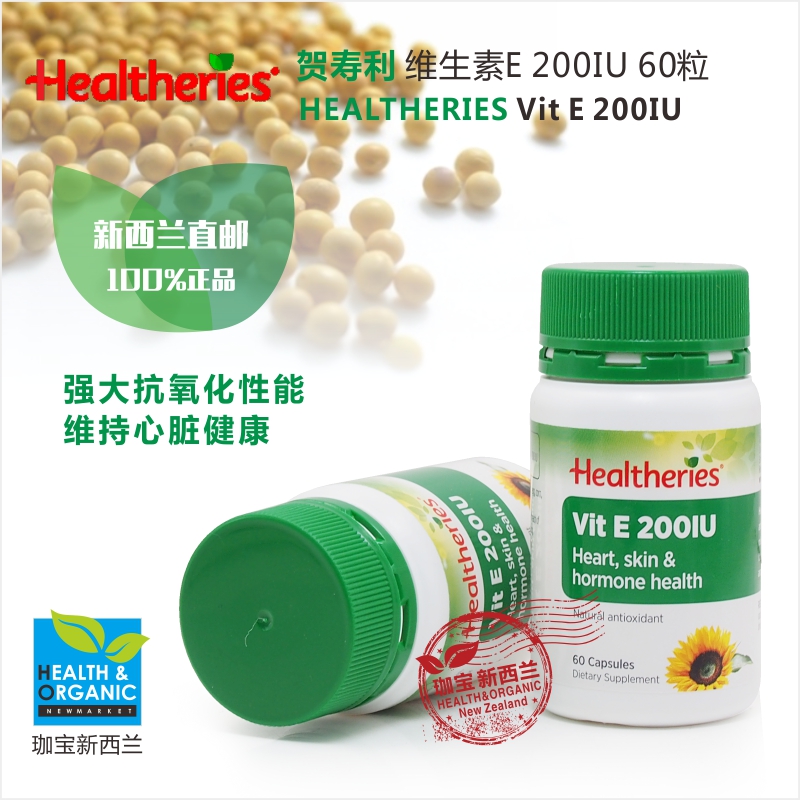 Healtheries
贺寿利 维生素E 200IU 60粒
HEALTHERIES Vit E 200IU
新西兰直邮
100%正品
强大抗氧化性能
维持心脏健康
Healtheries
Vit E 200IU
Heart, skin &
hormone health
Natural antioxidant
60 Capsules
Dietary Supplement
Healtheries
Vit E 200IU
Heart, skin &
hormone health
珈宝新西兰
HEALTH&ORGANIC
New Zealand
HEALTH &
ORGANIC
NEWMARKET
珈宝新西兰